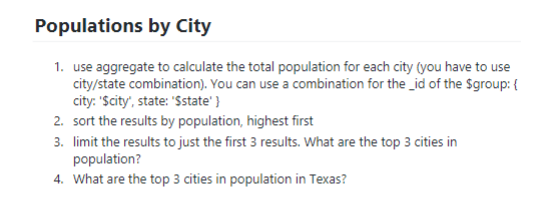 Populations by City
1. use aggregate to calculate the total population for each city (you have to use
city/state combination). You can use a combination for the _id of the $group: {
city: '$city', state: '$state' }
2. sort the results by population, highest first
3. limit the results to just the first 3 results. What are the top 3 cities in
population?
4. What are the top 3 cities in population in Texas?